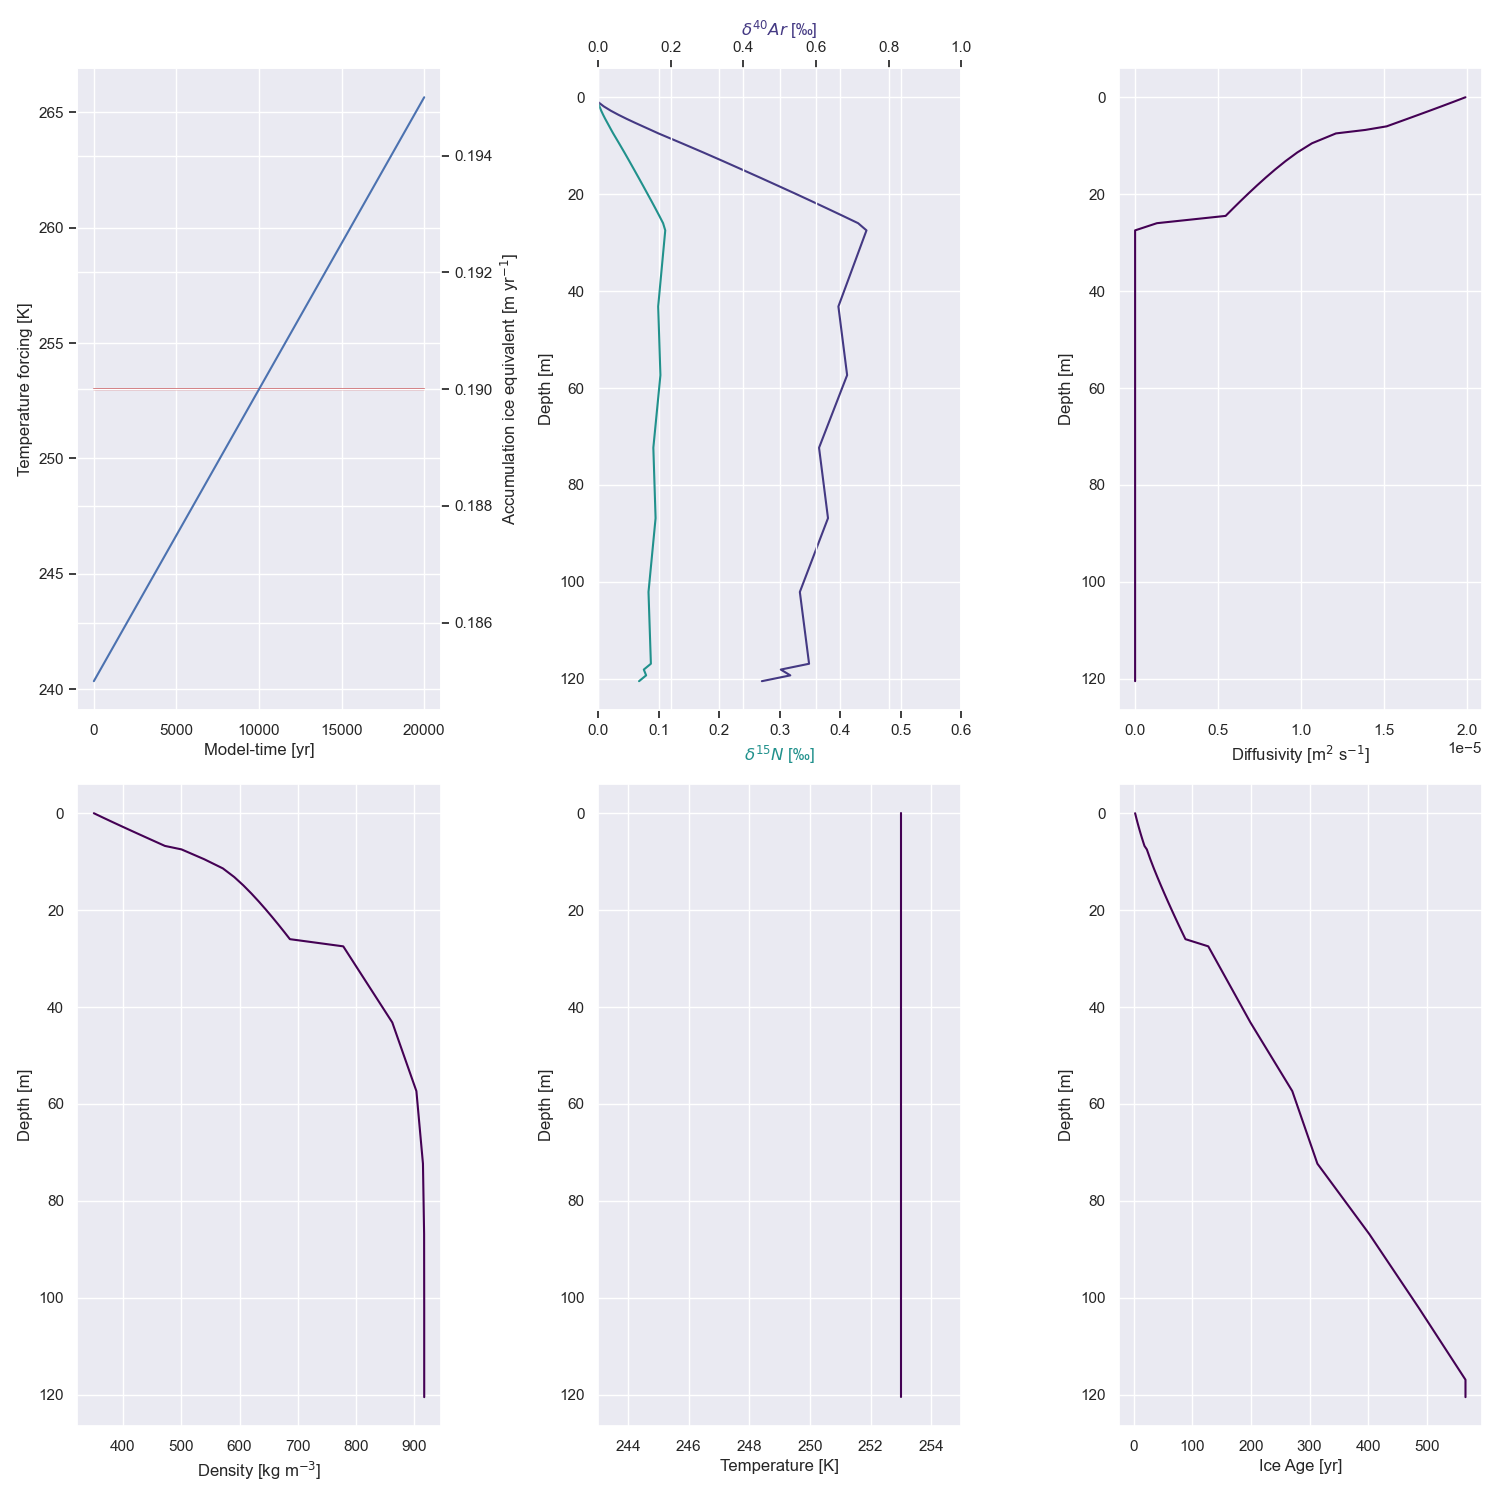 265
260
255
250
245
240
Temperature forcing [K]
0 5000 10000 15000 20000
Model-time [yr]
0.194
0.192
0.190
0.188
0.186
Accumulation ice equivalent [m yr⁻¹]
δ⁴⁰Ar [‰]
0.0 0.2 0.4 0.6 0.8 1.0
0
20
40
60
80
100
120
Depth [m]
0.0 0.1 0.2 0.3 0.4 0.5 0.6
δ¹⁵N [‰]
0
20
40
60
80
100
120
Depth [m]
0.0 0.5 1.0 1.5 2.0
1e−5
Diffusivity [m² s⁻¹]
0
20
40
60
80
100
120
Depth [m]
400 500 600 700 800 900
Density [kg m⁻³]
0
20
40
60
80
100
120
Depth [m]
244 246 248 250 252 254
Temperature [K]
0
20
40
60
80
100
120
Depth [m]
0 100 200 300 400 500
Ice Age [yr]